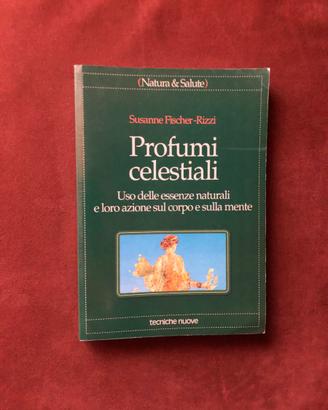 (Natura & Salute)
Susanne Fischer-Rizzi
Profumi
celestiali
Uso delle essenze naturali
e loro azione sul corpo e sulla mente
tecniche nuove